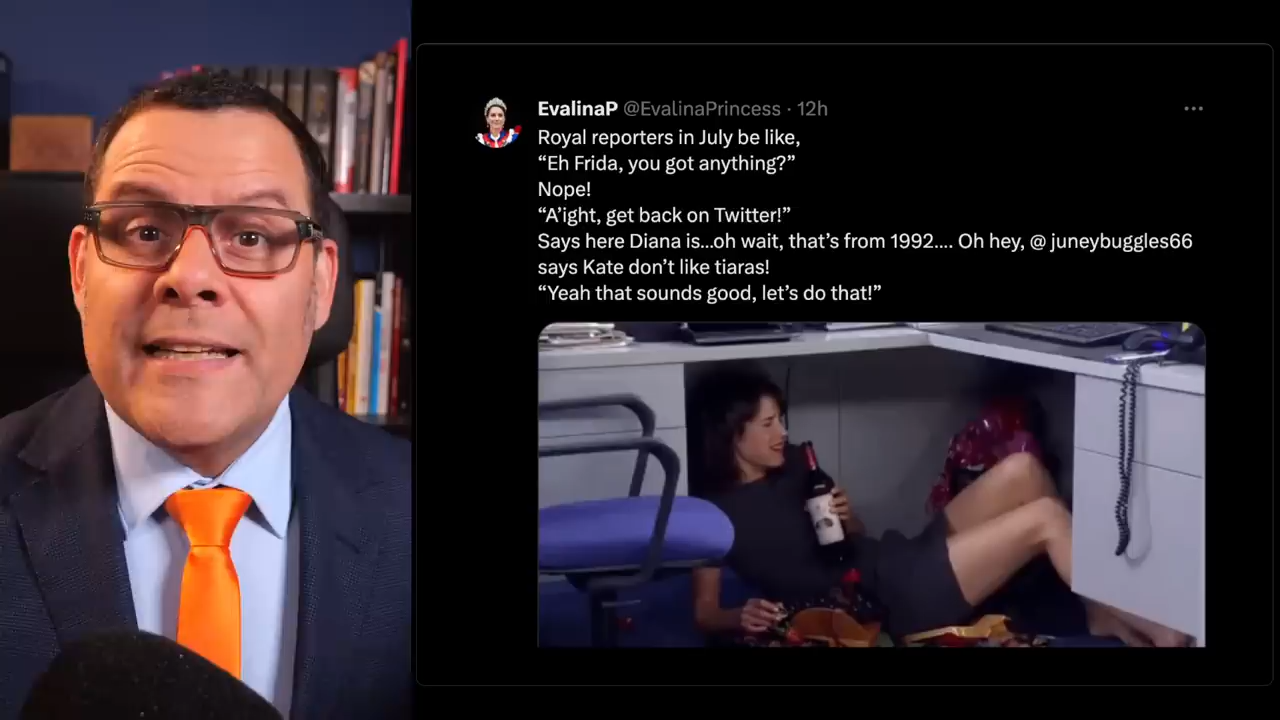 EvalinaP @EvalinaPrincess · 12h
Royal reporters in July be like,
“Eh Frida, you got anything?”
Nope!
“A’ight, get back on Twitter!”
Says here Diana is...oh wait, that’s from 1992.... Oh hey, @ juneybuggles66
says Kate don’t like tiaras!
“Yeah that sounds good, let’s do that!”